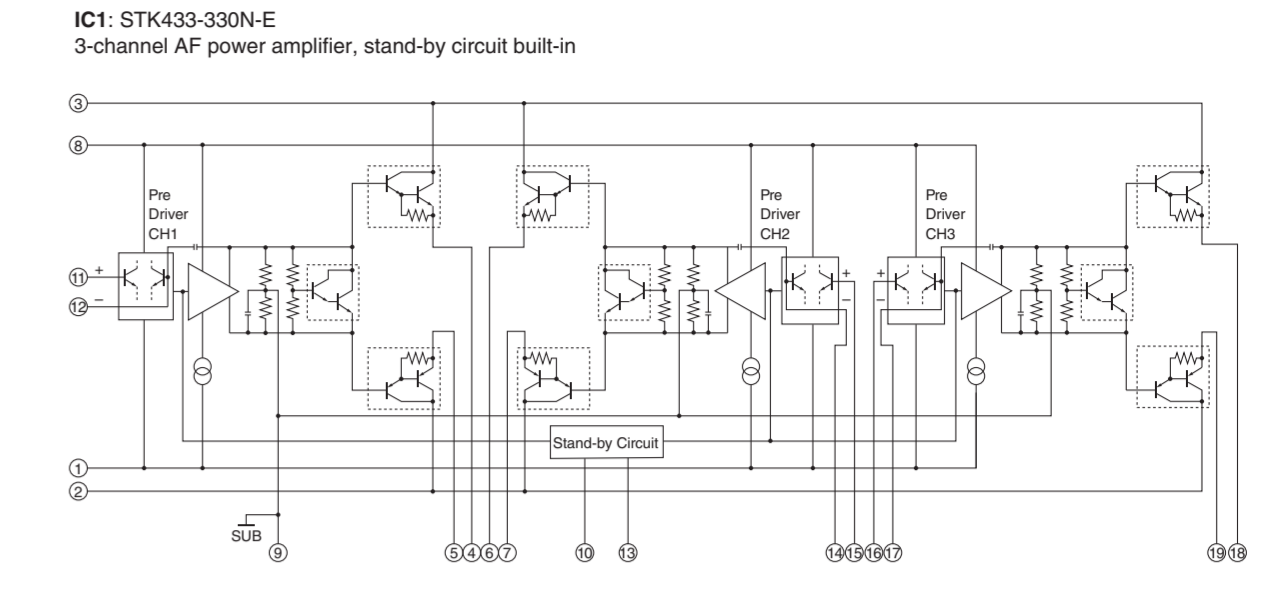 IC1: STK433-330N-E
3-channel AF power amplifier, stand-by circuit built-in
3
8
Pre
Driver
CH1
Pre
Driver
CH2
Pre
Driver
CH3
11 +
12 −
+
−
+
−
Stand-by Circuit
1
2
SUB
9
5 4 6 7
10
13
14 15 16 17
19 18